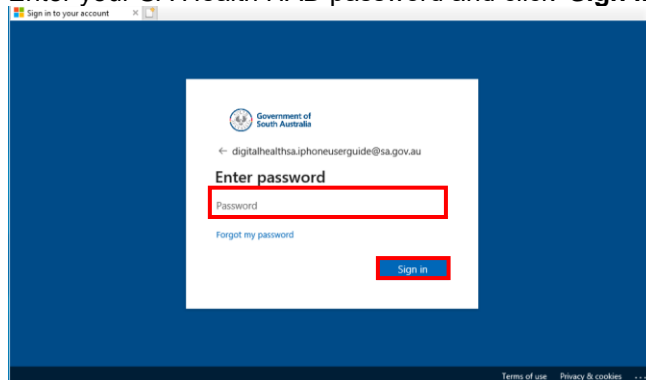 Sign in to your account
Government of
South Australia
← digitalhealthsa.iphoneuserguide@sa.gov.au
Enter password
Password
Forgot my password
Sign in
Terms of use Privacy & cookies ...